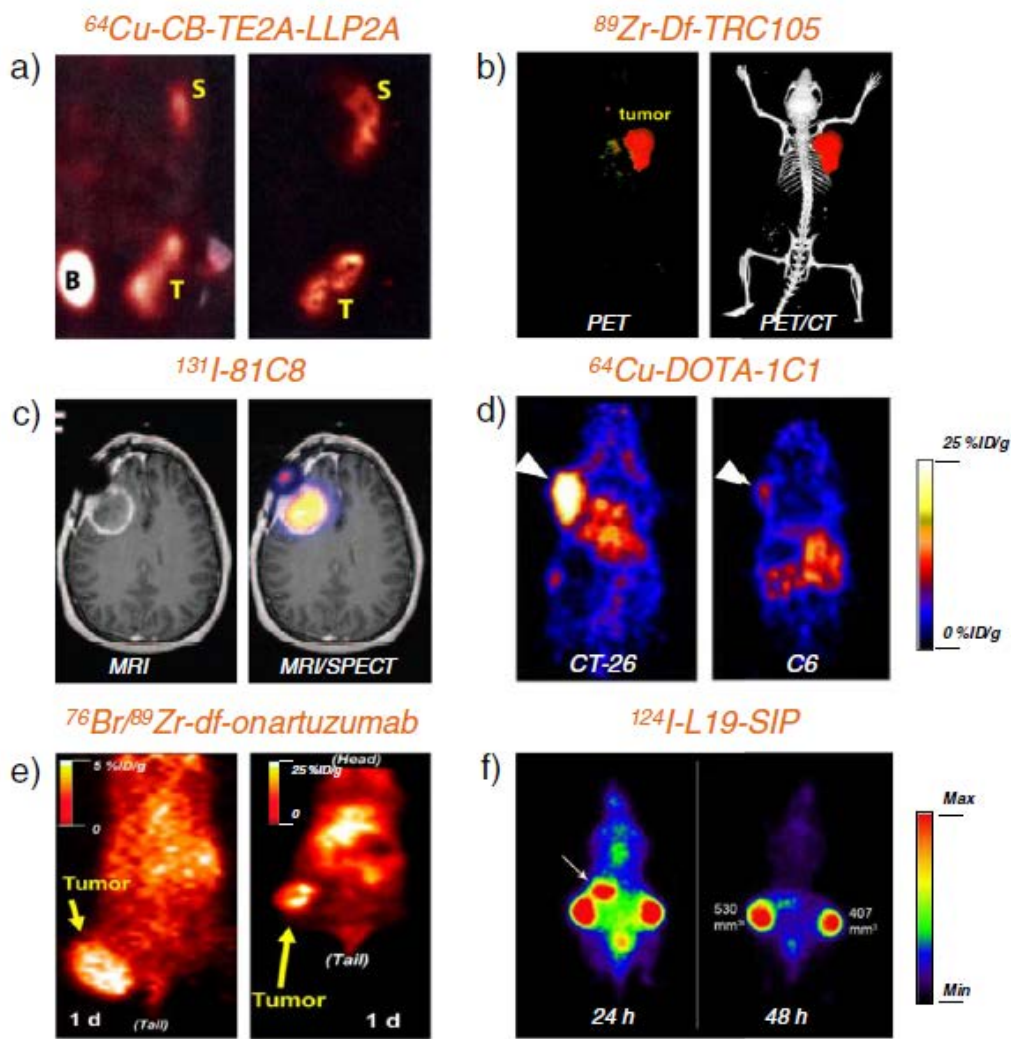 ⁶⁴Cu-CB-TE2A-LLP2A
a)
S
S
B
T
T
⁸⁹Zr-Df-TRC105
b)
tumor
PET
PET/CT
¹³¹I-81C8
c)
MRI
MRI/SPECT
⁶⁴Cu-DOTA-1C1
d)
CT-26
C6
25 %ID/g
0 %ID/g
⁷⁶Br/⁸⁹Zr-df-onartuzumab
e)
5 %ID/g
0
Tumor
1 d
(Tail)
(Head)
25 %ID/g
0
(Tail)
Tumor
1 d
¹²⁴I-L19-SIP
f)
530
mm³
407
mm³
24 h
48 h
Max
Min